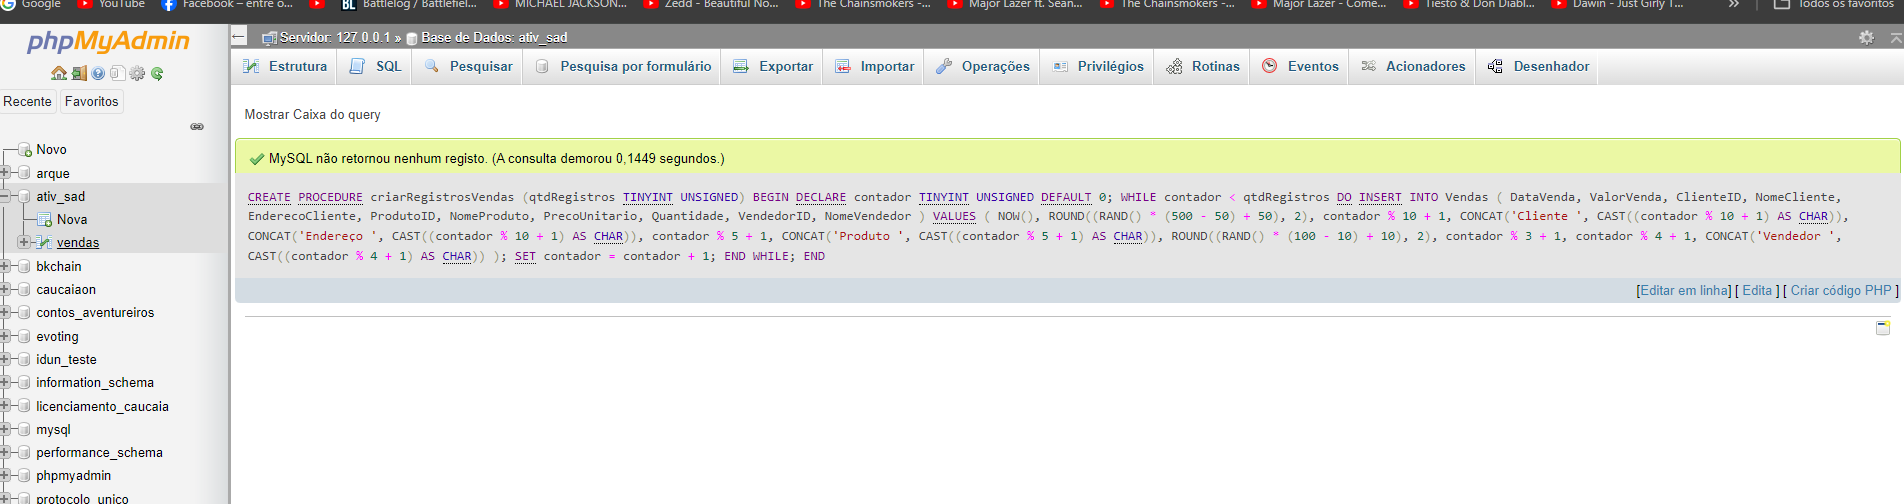 Google YouTube Facebook – entre o... BL Battlelog / Battlefiel... MICHAEL JACKSON... Zedd - Beautiful No... The Chainsmokers -... Major Lazer ft. Sean... The Chainsmokers -... Major Lazer - Come... Tiësto & Don Diabl... Dawin - Just Girly T... » Todos os favoritos
phpMyAdmin
Recente Favoritos
Novo
arque
ativ_sad
Nova
vendas
bkchain
caucaiaon
contos_aventureiros
evoting
idun_teste
information_schema
licenciamento_caucaia
mysql
performance_schema
phpmyadmin
protocolo_unico
Servidor: 127.0.0.1 » Base de Dados: ativ_sad
Estrutura SQL Pesquisar Pesquisa por formulário Exportar Importar Operações Privilégios Rotinas Eventos Acionadores Desenhador
Mostrar Caixa do query
MySQL não retornou nenhum registo. (A consulta demorou 0,1449 segundos.)
CREATE PROCEDURE criarRegistrosVendas (qtdRegistros TINYINT UNSIGNED) BEGIN DECLARE contador TINYINT UNSIGNED DEFAULT 0; WHILE contador < qtdRegistros DO INSERT INTO Vendas ( DataVenda, ValorVenda, ClienteID, NomeCliente,
EnderecoCliente, ProdutoID, NomeProduto, PrecoUnitario, Quantidade, VendedorID, NomeVendedor ) VALUES ( NOW(), ROUND((RAND() * (500 - 50) + 50), 2), contador % 10 + 1, CONCAT('Cliente ', CAST((contador % 10 + 1) AS CHAR)),
CONCAT('Endereço ', CAST((contador % 10 + 1) AS CHAR)), contador % 5 + 1, CONCAT('Produto ', CAST((contador % 5 + 1) AS CHAR)), ROUND((RAND() * (100 - 10) + 10), 2), contador % 3 + 1, contador % 4 + 1, CONCAT('Vendedor ',
CAST((contador % 4 + 1) AS CHAR)) ); SET contador = contador + 1; END WHILE; END
[Editar em linha] [ Edita ] [ Criar código PHP ]